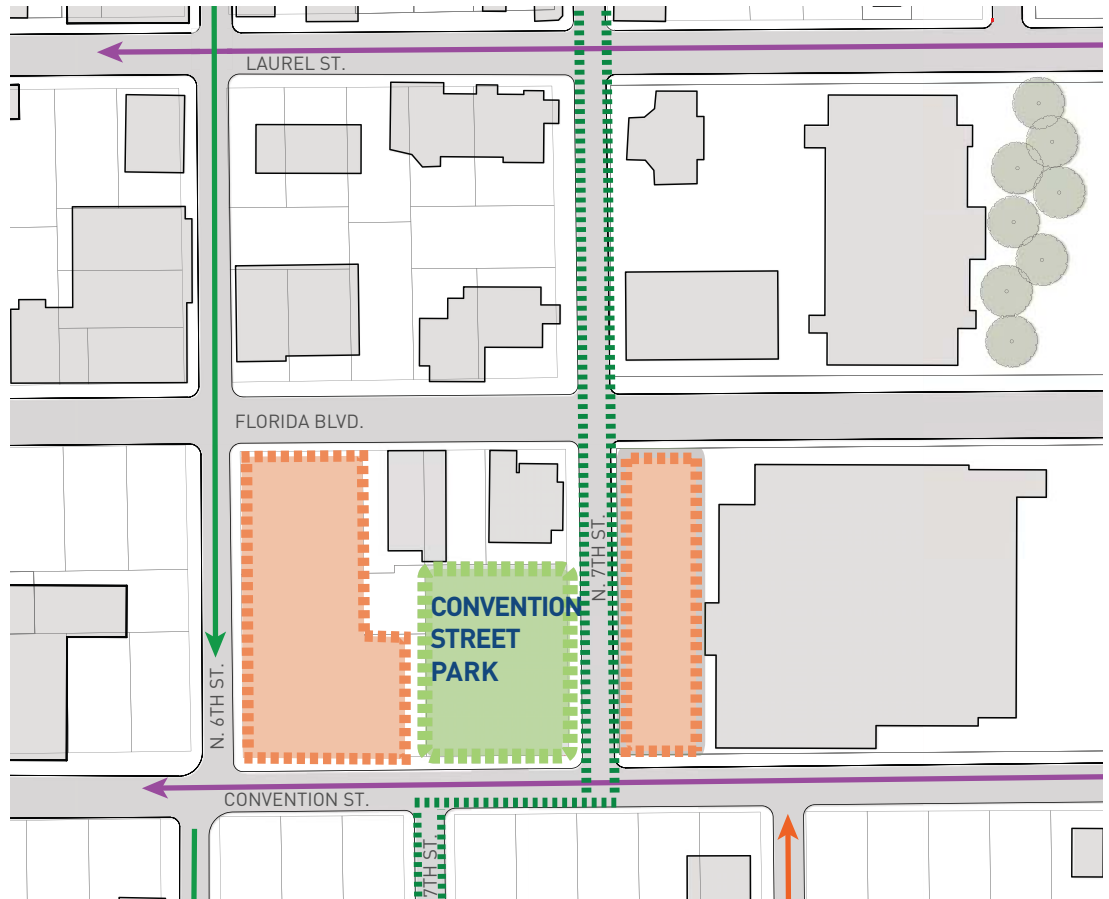 LAUREL ST.
FLORIDA BLVD.
N. 7TH ST.
CONVENTION
STREET
PARK
N. 6TH ST.
CONVENTION ST.
7TH ST.